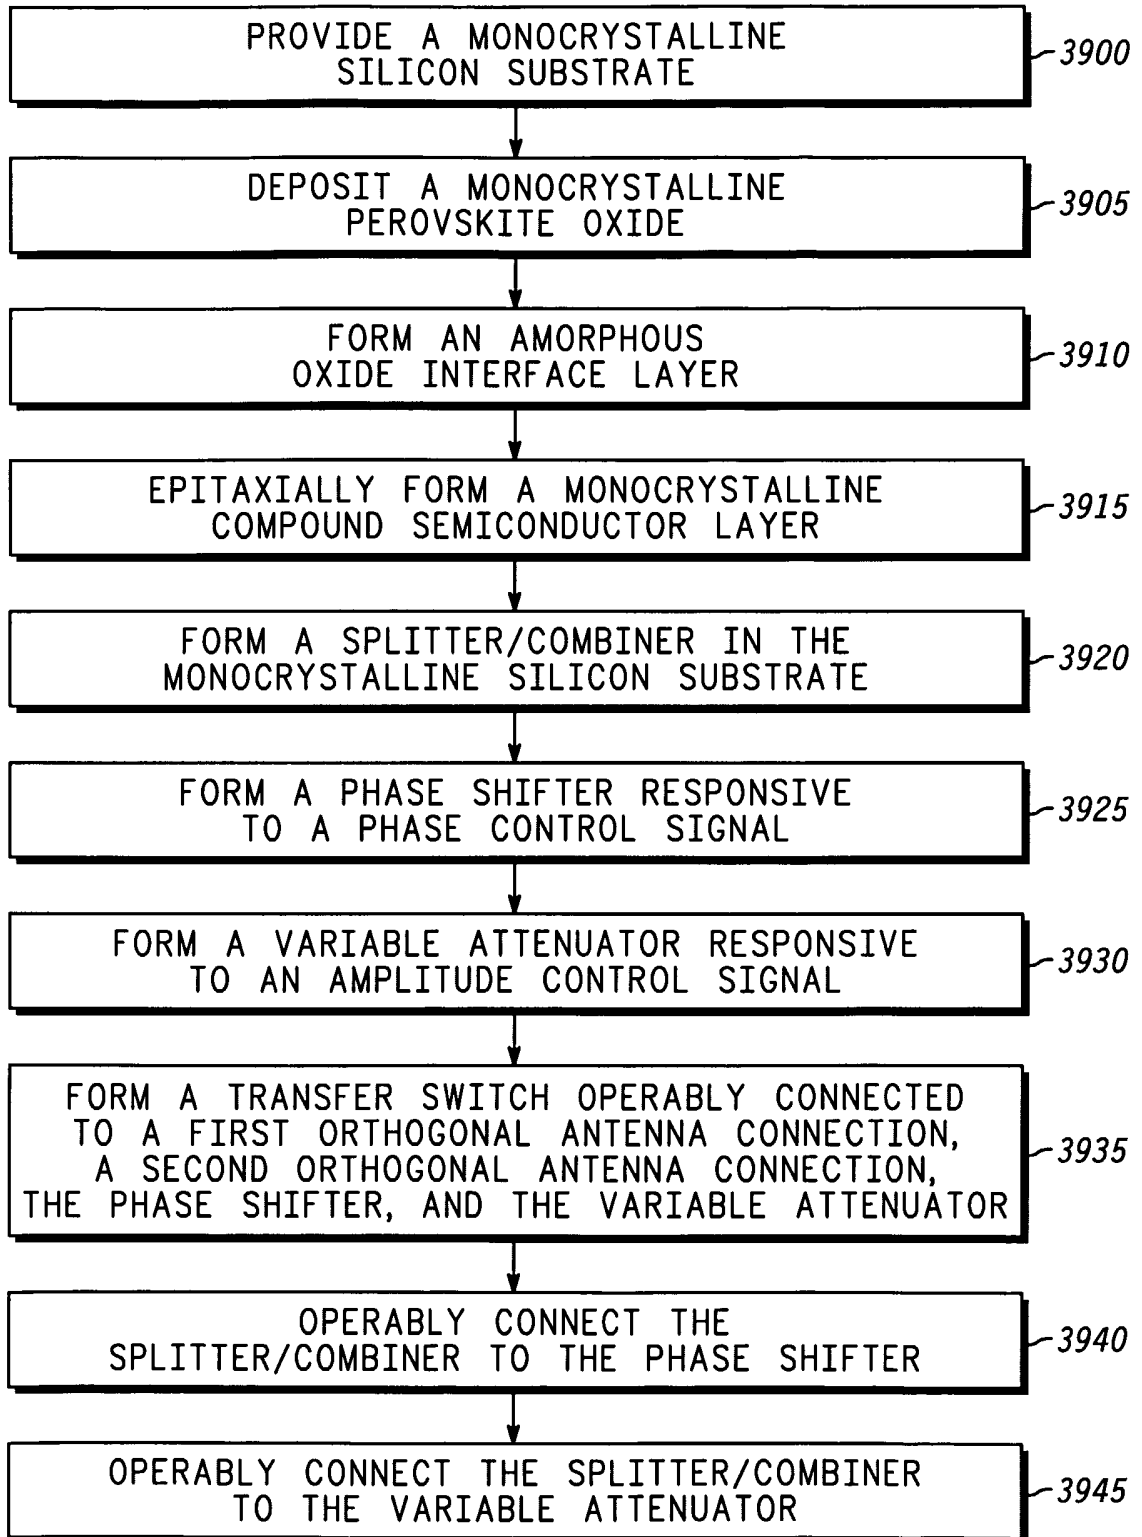 PROVIDE A MONOCRYSTALLINE
SILICON SUBSTRATE
3900
DEPOSIT A MONOCRYSTALLINE
PEROVSKITE OXIDE
3905
FORM AN AMORPHOUS
OXIDE INTERFACE LAYER
3910
EPITAXIALLY FORM A MONOCRYSTALLINE
COMPOUND SEMICONDUCTOR LAYER
3915
FORM A SPLITTER/COMBINER IN THE
MONOCRYSTALLINE SILICON SUBSTRATE
3920
FORM A PHASE SHIFTER RESPONSIVE
TO A PHASE CONTROL SIGNAL
3925
FORM A VARIABLE ATTENUATOR RESPONSIVE
TO AN AMPLITUDE CONTROL SIGNAL
3930
FORM A TRANSFER SWITCH OPERABLY CONNECTED
TO A FIRST ORTHOGONAL ANTENNA CONNECTION,
A SECOND ORTHOGONAL ANTENNA CONNECTION,
THE PHASE SHIFTER, AND THE VARIABLE ATTENUATOR
3935
OPERABLY CONNECT THE
SPLITTER/COMBINER TO THE PHASE SHIFTER
3940
OPERABLY CONNECT THE SPLITTER/COMBINER
TO THE VARIABLE ATTENUATOR
3945